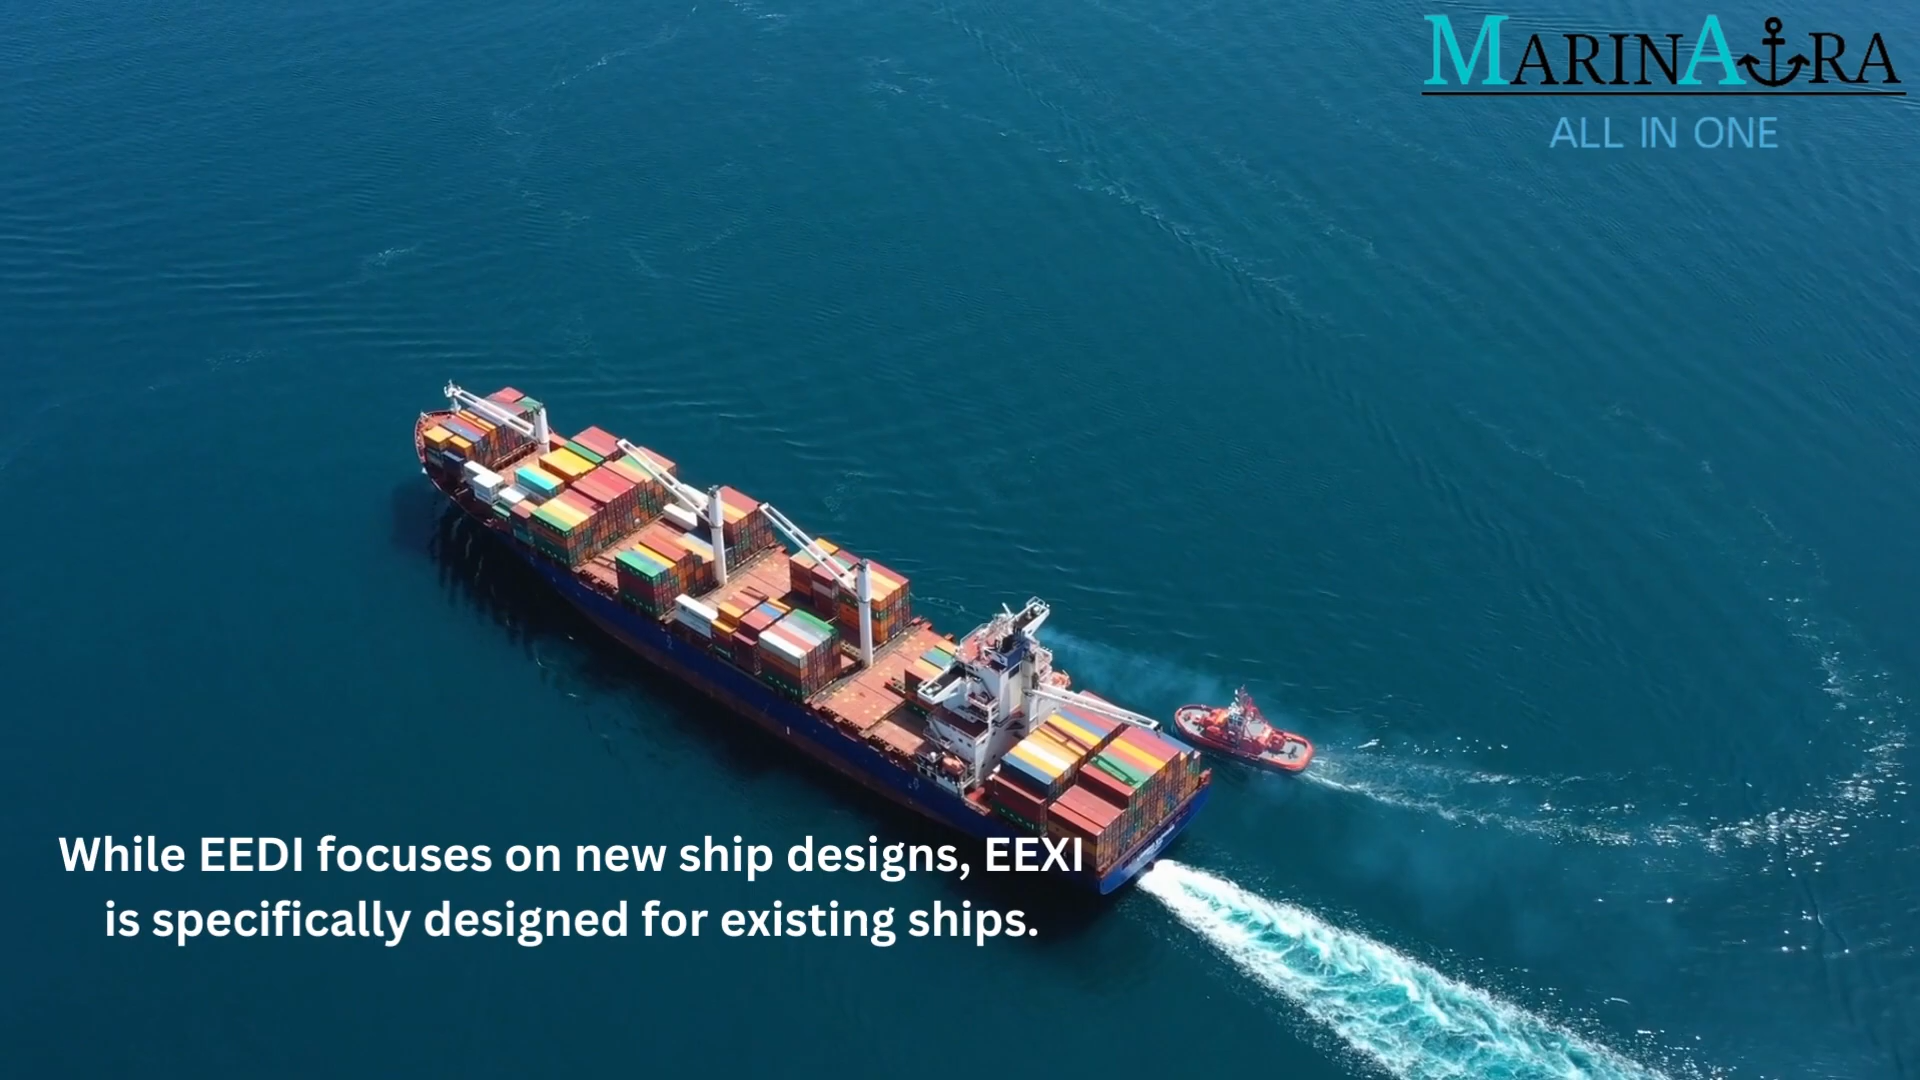 MARINAURA
ALL IN ONE
While EEDI focuses on new ship designs, EEXI
is specifically designed for existing ships.